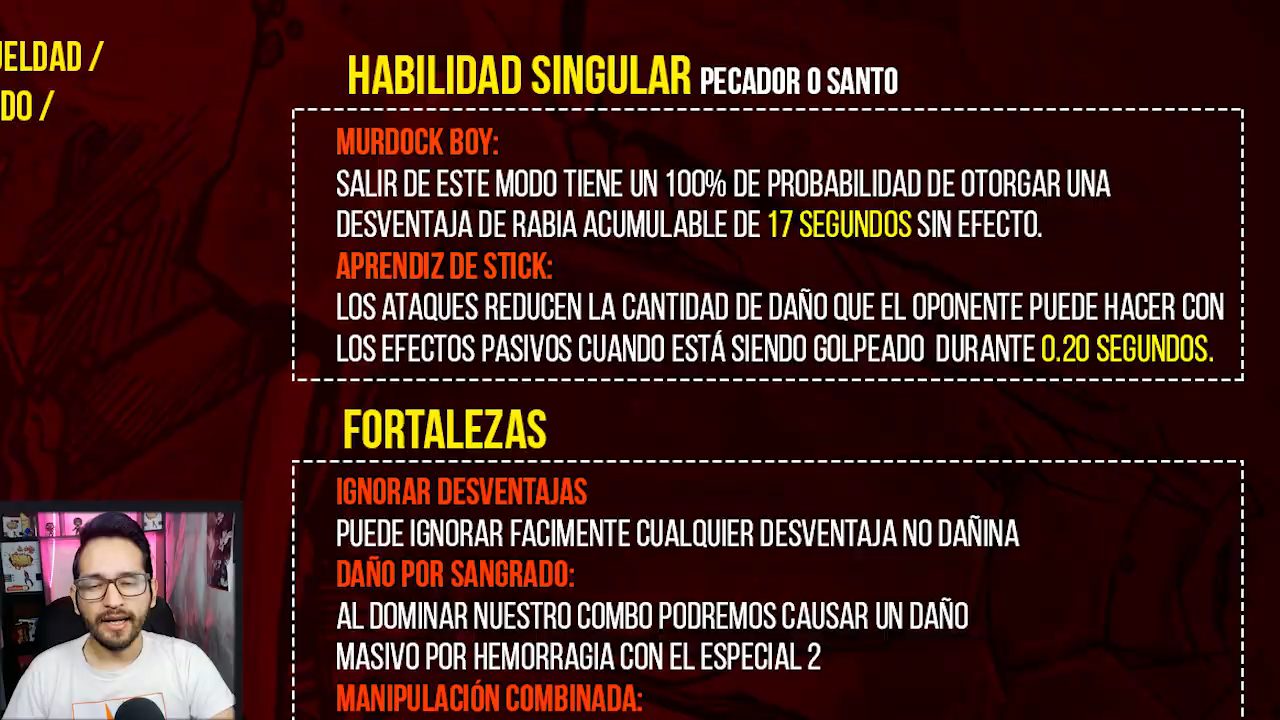 UELDAD /
DO /
HABILIDAD SINGULAR PECADOR O SANTO
MURDOCK BOY:
SALIR DE ESTE MODO TIENE UN 100% DE PROBABILIDAD DE OTORGAR UNA
DESVENTAJA DE RABIA ACUMULABLE DE 17 SEGUNDOS SIN EFECTO.
APRENDIZ DE STICK:
LOS ATAQUES REDUCEN LA CANTIDAD DE DAÑO QUE EL OPONENTE PUEDE HACER CON
LOS EFECTOS PASIVOS CUANDO ESTÁ SIENDO GOLPEADO DURANTE 0.20 SEGUNDOS.
FORTALEZAS
IGNORAR DESVENTAJAS
PUEDE IGNORAR FACIMENTE CUALQUIER DESVENTAJA NO DAÑINA
DAÑO POR SANGRADO:
AL DOMINAR NUESTRO COMBO PODREMOS CAUSAR UN DAÑO
MASIVO POR HEMORRAGIA CON EL ESPECIAL 2
MANIPULACIÓN COMBINADA: